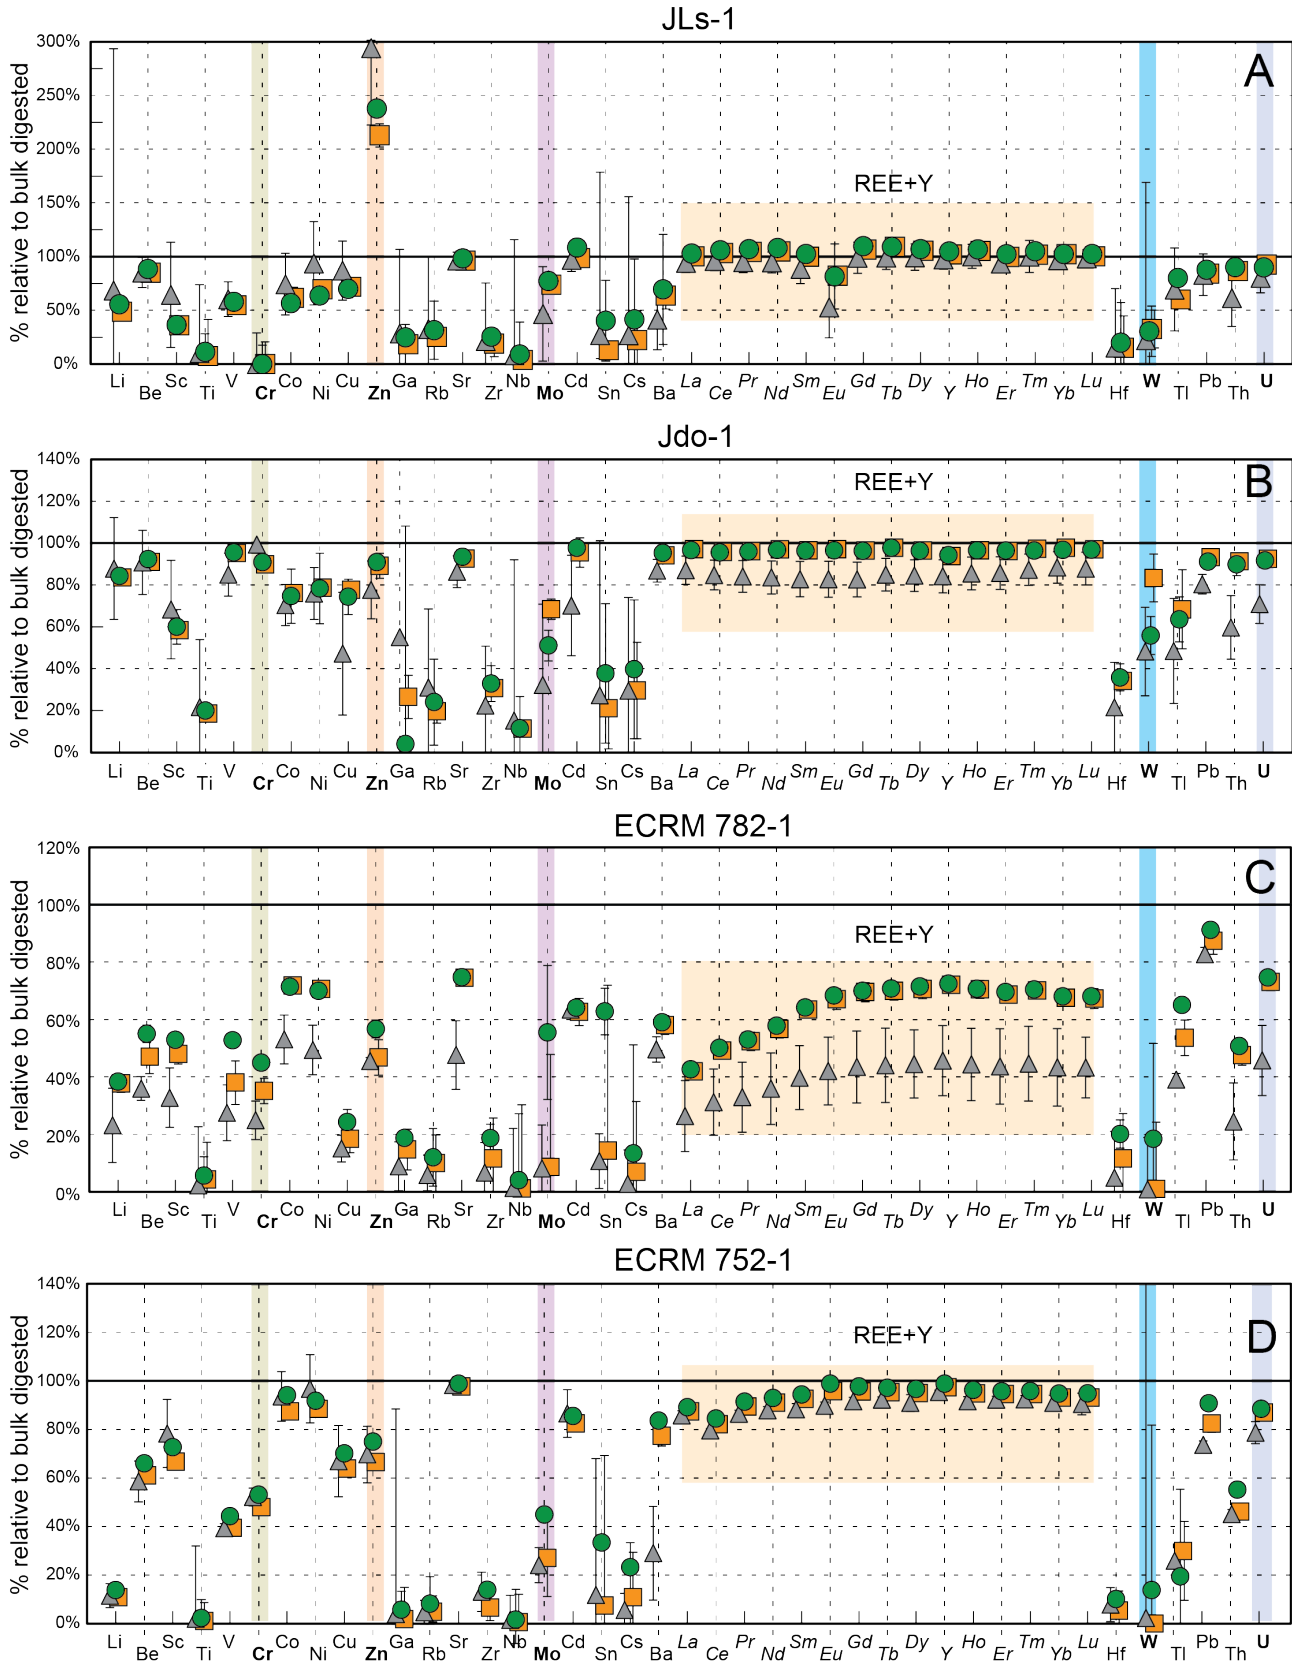 JLs-1
A
% relative to bulk digested
300%
250%
200%
150%
100%
50%
0%
REE+Y
Li Be Sc Ti V Cr Co Ni Cu Zn Ga Rb Sr Zr Nb Mo Cd Sn Cs Ba La Ce Pr Nd Sm Eu Gd Tb Dy Y Ho Er Tm Yb Lu Hf W Tl Pb Th U
Jdo-1
B
% relative to bulk digested
140%
120%
100%
80%
60%
40%
20%
0%
REE+Y
Li Be Sc Ti V Cr Co Ni Cu Zn Ga Rb Sr Zr Nb Mo Cd Sn Cs Ba La Ce Pr Nd Sm Eu Gd Tb Dy Y Ho Er Tm Yb Lu Hf W Tl Pb Th U
ECRM 782-1
C
% relative to bulk digested
120%
100%
80%
60%
40%
20%
0%
REE+Y
Li Be Sc Ti V Cr Co Ni Cu Zn Ga Rb Sr Zr Nb Mo Cd Sn Cs Ba La Ce Pr Nd Sm Eu Gd Tb Dy Y Ho Er Tm Yb Lu Hf W Tl Pb Th U
ECRM 752-1
D
% relative to bulk digested
140%
120%
100%
80%
60%
40%
20%
0%
REE+Y
Li Be Sc Ti V Cr Co Ni Cu Zn Ga Rb Sr Zr Nb Mo Cd Sn Cs Ba La Ce Pr Nd Sm Eu Gd Tb Dy Y Ho Er Tm Yb Lu Hf W Tl Pb Th U